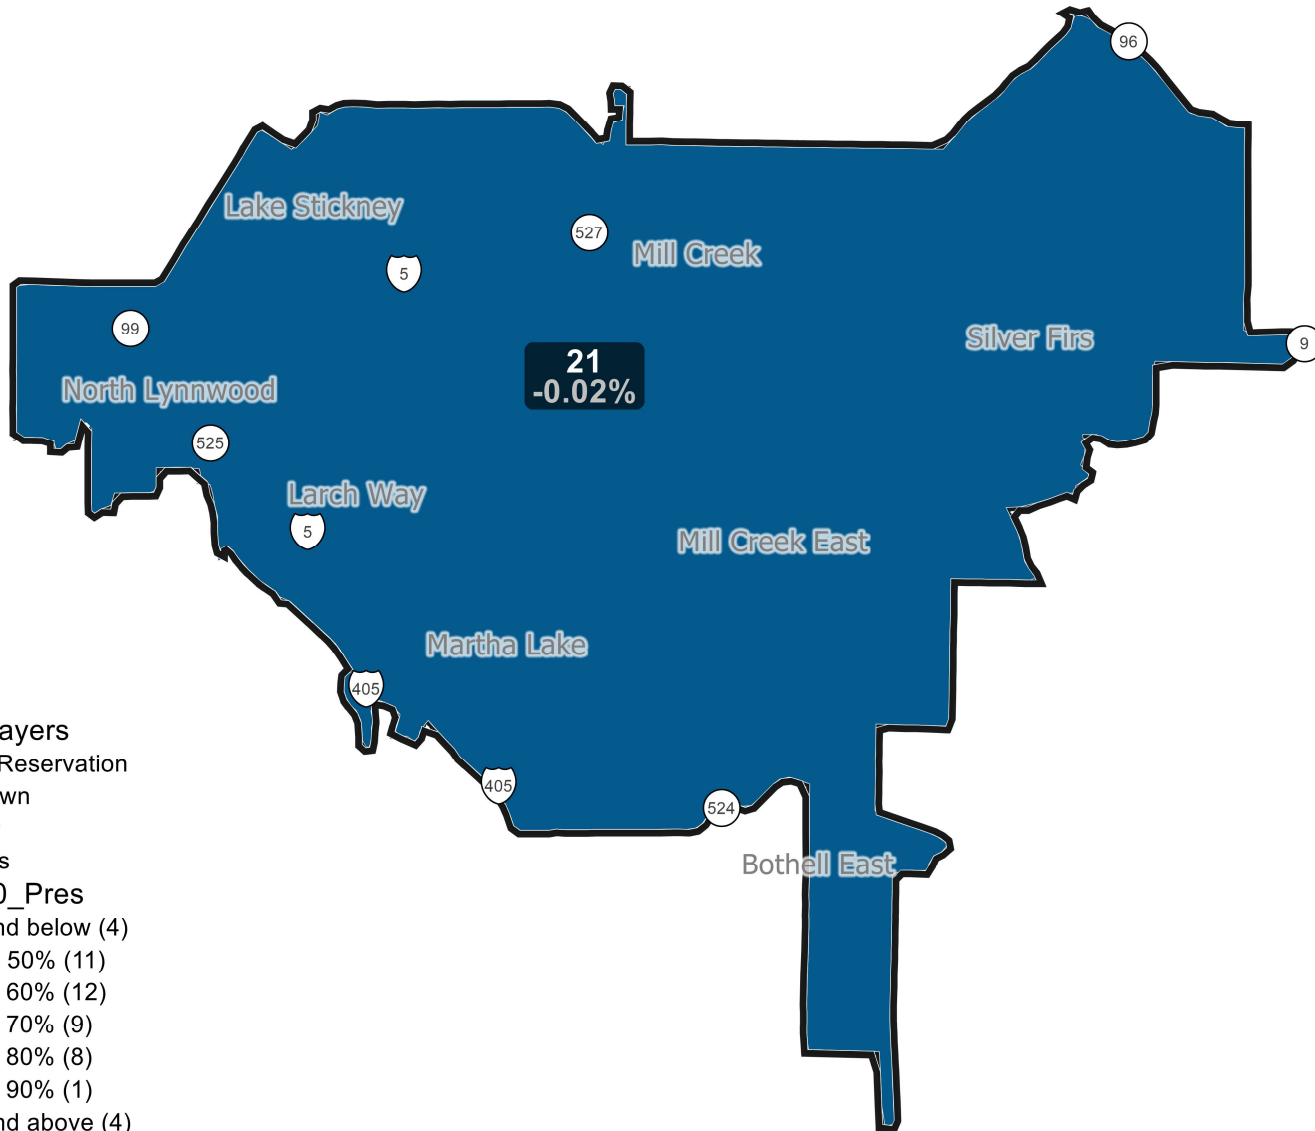 96
Lake Stickney
527
Mill Creek
5
99
Silver Firs
9
21
-0.02%
North Lynnwood
525
Larch Way
5
Mill Creek East
Martha Lake
405
ayers
Reservation
wn
405
524
s
Bothell East
0_Pres
nd below (4)
50% (11)
60% (12)
70% (9)
80% (8)
90% (1)
nd above (4)